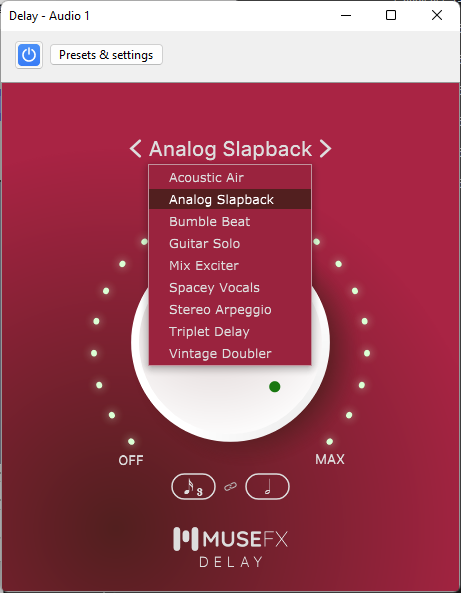 Delay - Audio 1
Presets & settings
Analog Slapback
Acoustic Air
Analog Slapback
Bumble Beat
Guitar Solo
Mix Exciter
Spacey Vocals
Stereo Arpeggio
Triplet Delay
Vintage Doubler
OFF
MAX
3
MUSEFX
DELAY